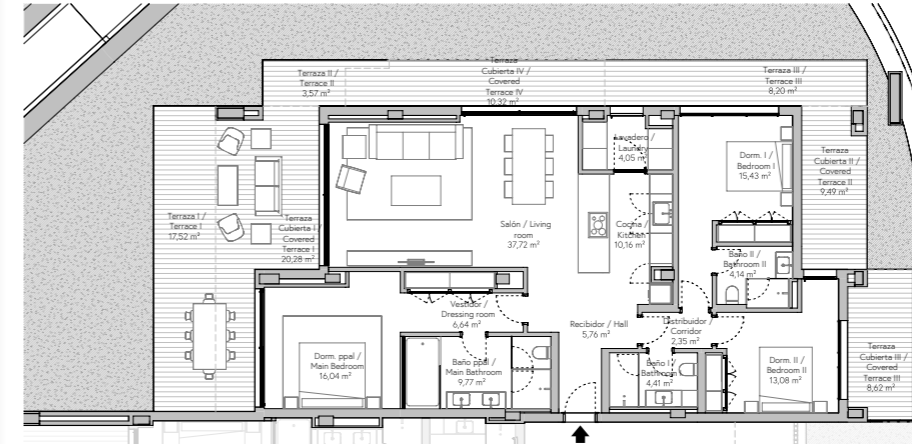 Terraza II /
Terrace II
3,57 m²
Terraza
Cubierta IV /
Covered
Terrace IV
10,32 m²
Terraza III /
Terrace III
8,20 m²
Lavadero /
Laundry
4,05 m²
Dorm. I /
Bedroom I
15,43 m²
Terraza
Cubierta II /
Covered
Terrace II
9,49 m²
Terraza I /
Terrace I
17,52 m²
Terraza
Cubierta I /
Covered
Terrace I
20,28 m²
Salón / Living
room
37,72 m²
Cocina /
Kitchen
10,16 m²
Baño II /
Bathroom II
4,14 m²
Vestidor /
Dressing room
6,64 m²
Recibidor / Hall
5,76 m²
Distribuidor /
Corridor
2,35 m²
Dorm. ppal /
Main Bedroom
16,04 m²
Baño ppal /
Main Bathroom
9,77 m²
Baño I /
Bathroom I
4,41 m²
Dorm. II /
Bedroom II
13,08 m²
Terraza
Cubierta III /
Covered
Terrace III
8,62 m²